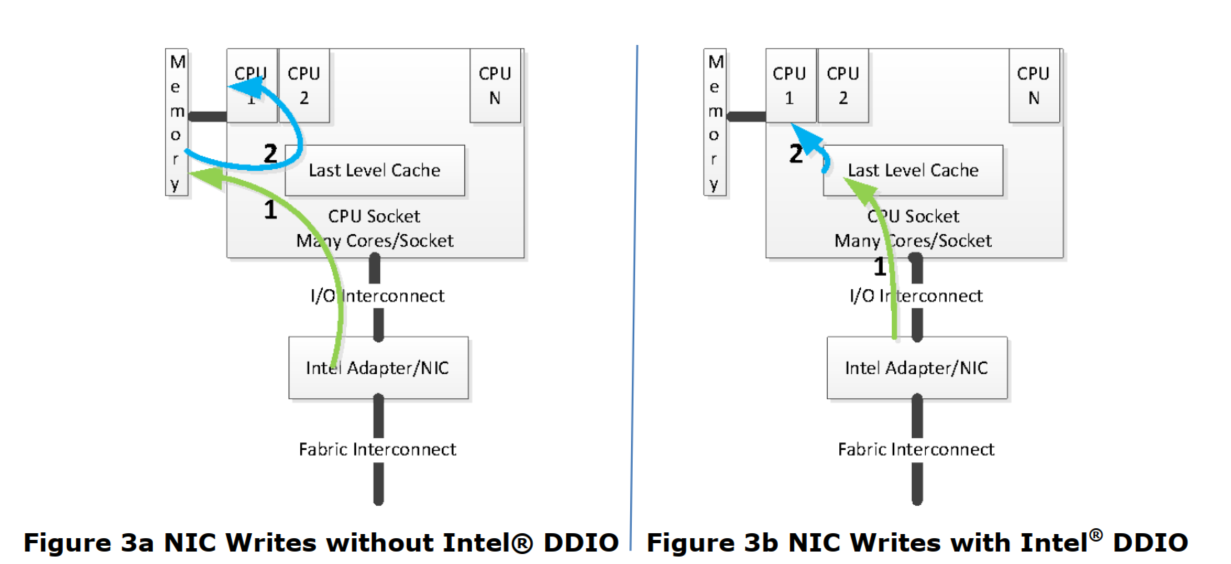 Memory
CPU
1
CPU
2
CPU
N
2
Last Level Cache
1
CPU Socket
Many Cores/Socket
I/O Interconnect
Intel Adapter/NIC
Fabric Interconnect
Figure 3a NIC Writes without Intel® DDIO
Memory
CPU
1
CPU
2
CPU
N
2
Last Level Cache
CPU Socket
Many Cores/Socket
1
I/O Interconnect
Intel Adapter/NIC
Fabric Interconnect
Figure 3b NIC Writes with Intel® DDIO